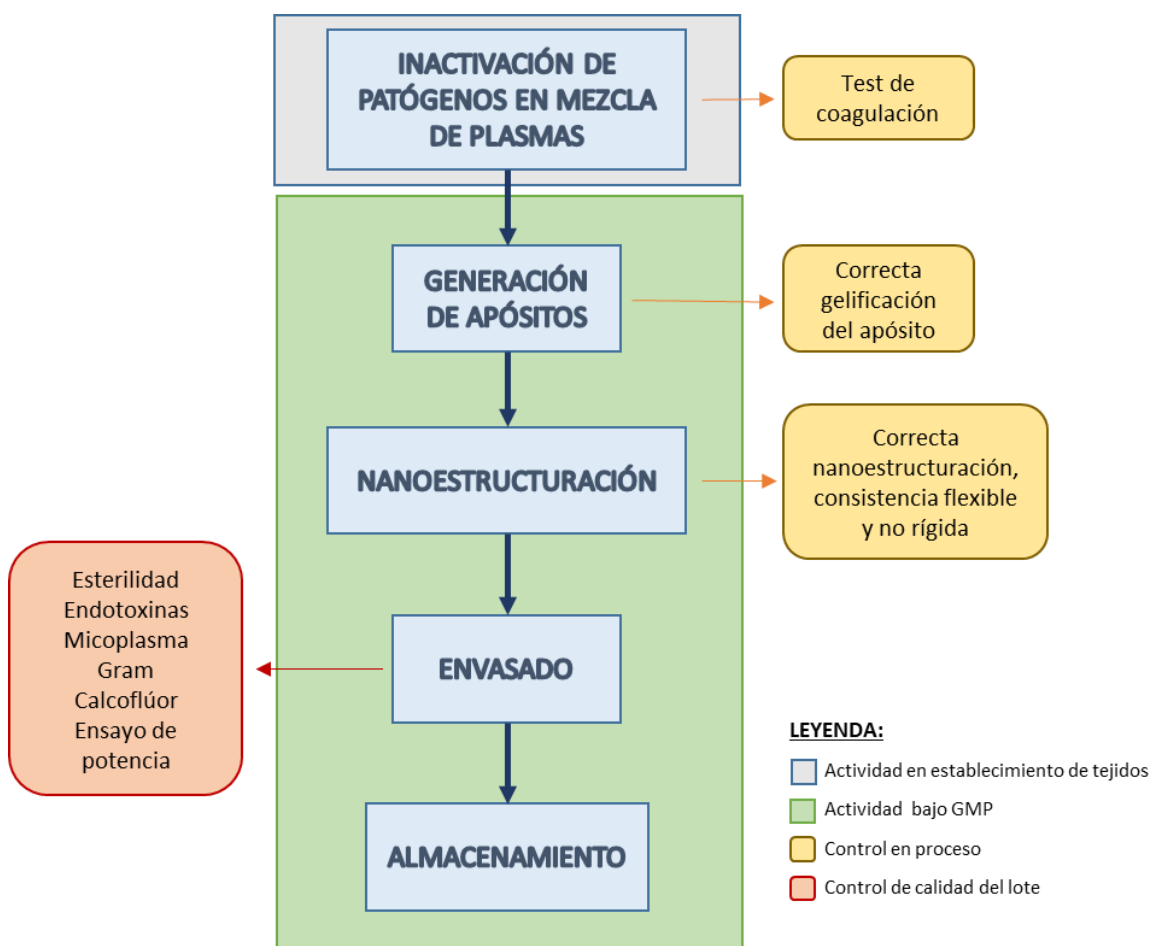 INACTIVACIÓN DE
PATÓGENOS EN MEZCLA
DE PLASMAS
Test de
coagulación
GENERACIÓN
DE APÓSITOS
Correcta
gelificación
del apósito
NANOESTRUCTURACIÓN
Correcta
nanoestructuración,
consistencia flexible
y no rígida
Esterilidad
Endotoxinas
Micoplasma
Gram
Calcoflúor
Ensayo de
potencia
ENVASADO
ALMACENAMIENTO
LEYENDA:
Actividad en establecimiento de tejidos
Actividad bajo GMP
Control en proceso
Control de calidad del lote